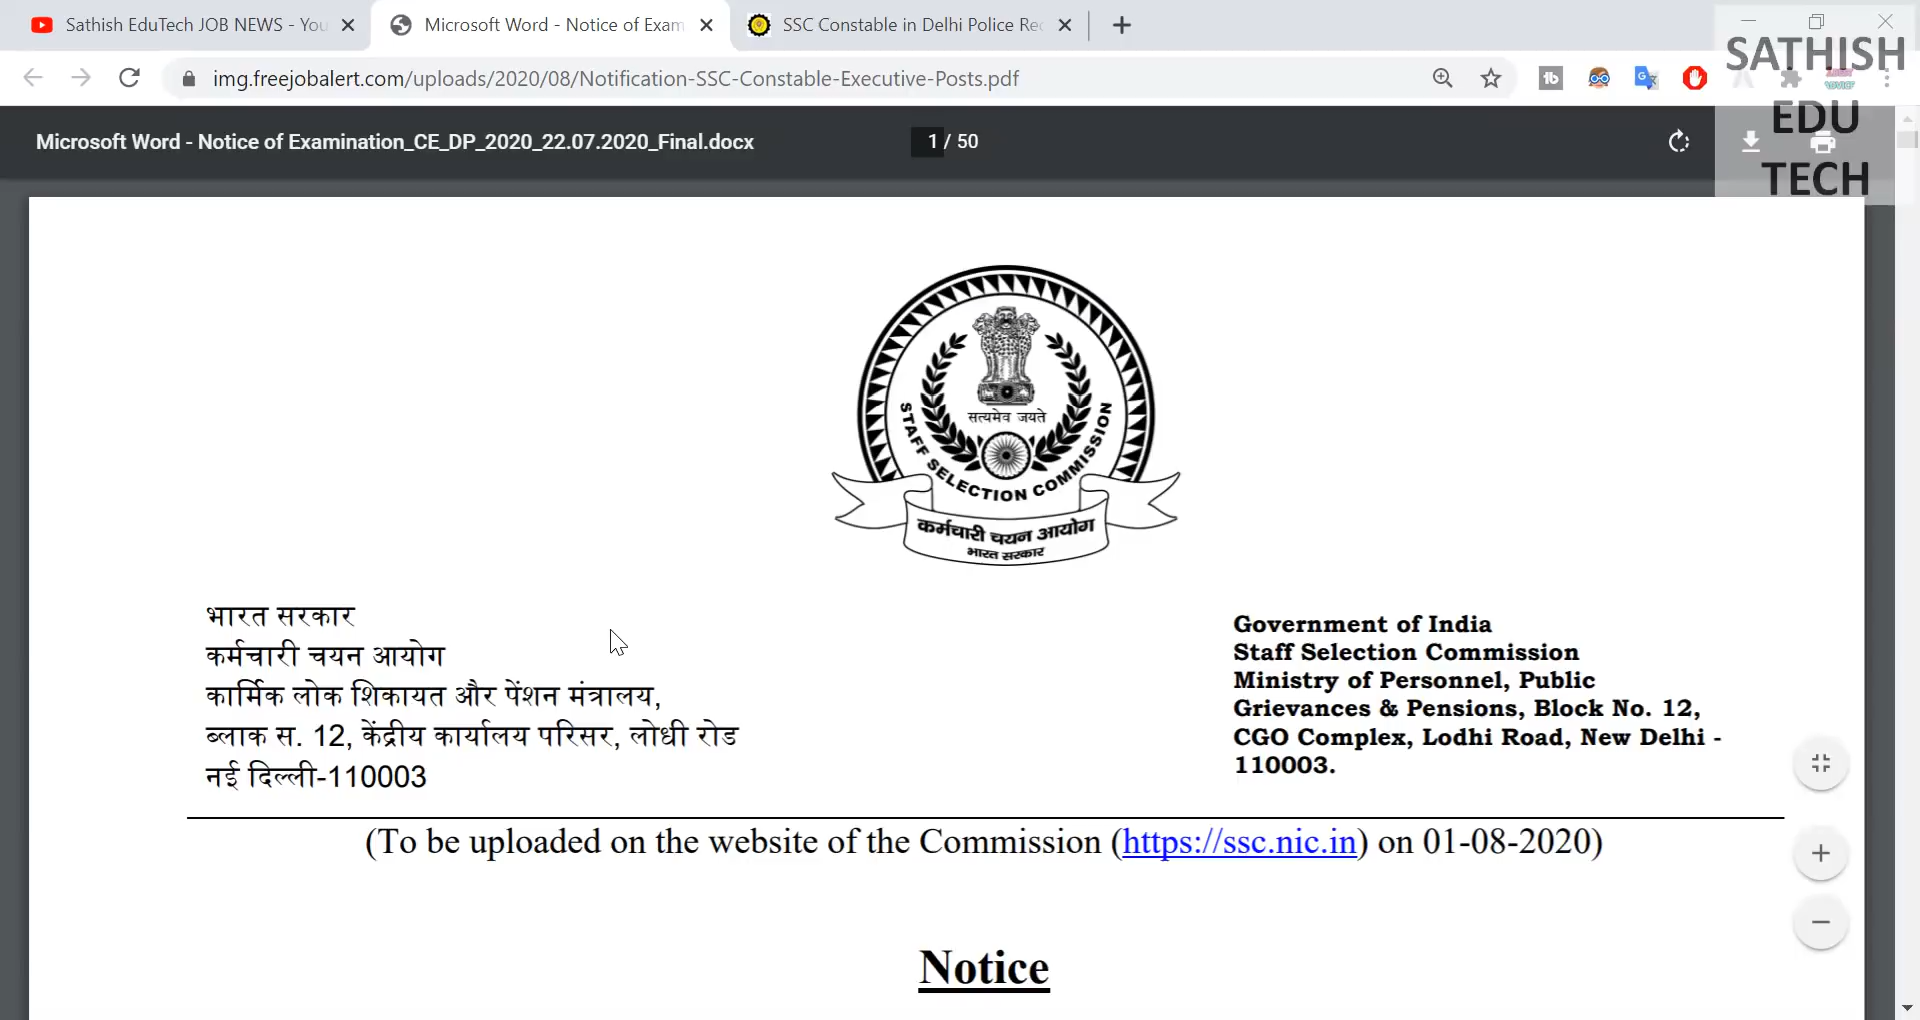 Sathish EduTech JOB NEWS - You
Microsoft Word - Notice of Exam
SSC Constable in Delhi Police Rec
img.freejobalert.com/uploads/2020/08/Notification-SSC-Constable-Executive-Posts.pdf
SATHISH
EDU
TECH
Microsoft Word - Notice of Examination_CE_DP_2020_22.07.2020_Final.docx
1 / 50
सत्यमेव जयते
STAFF SELECTION COMMISSION
कर्मचारी चयन आयोग
भारत सरकार
भारत सरकार
कर्मचारी चयन आयोग
कार्मिक लोक शिकायत और पेंशन मंत्रालय,
ब्लाक स. 12, केंद्रीय कार्यालय परिसर, लोधी रोड
नई दिल्ली-110003
Government of India
Staff Selection Commission
Ministry of Personnel, Public
Grievances & Pensions, Block No. 12,
CGO Complex, Lodhi Road, New Delhi -
110003.
(To be uploaded on the website of the Commission (https://ssc.nic.in) on 01-08-2020)
Notice